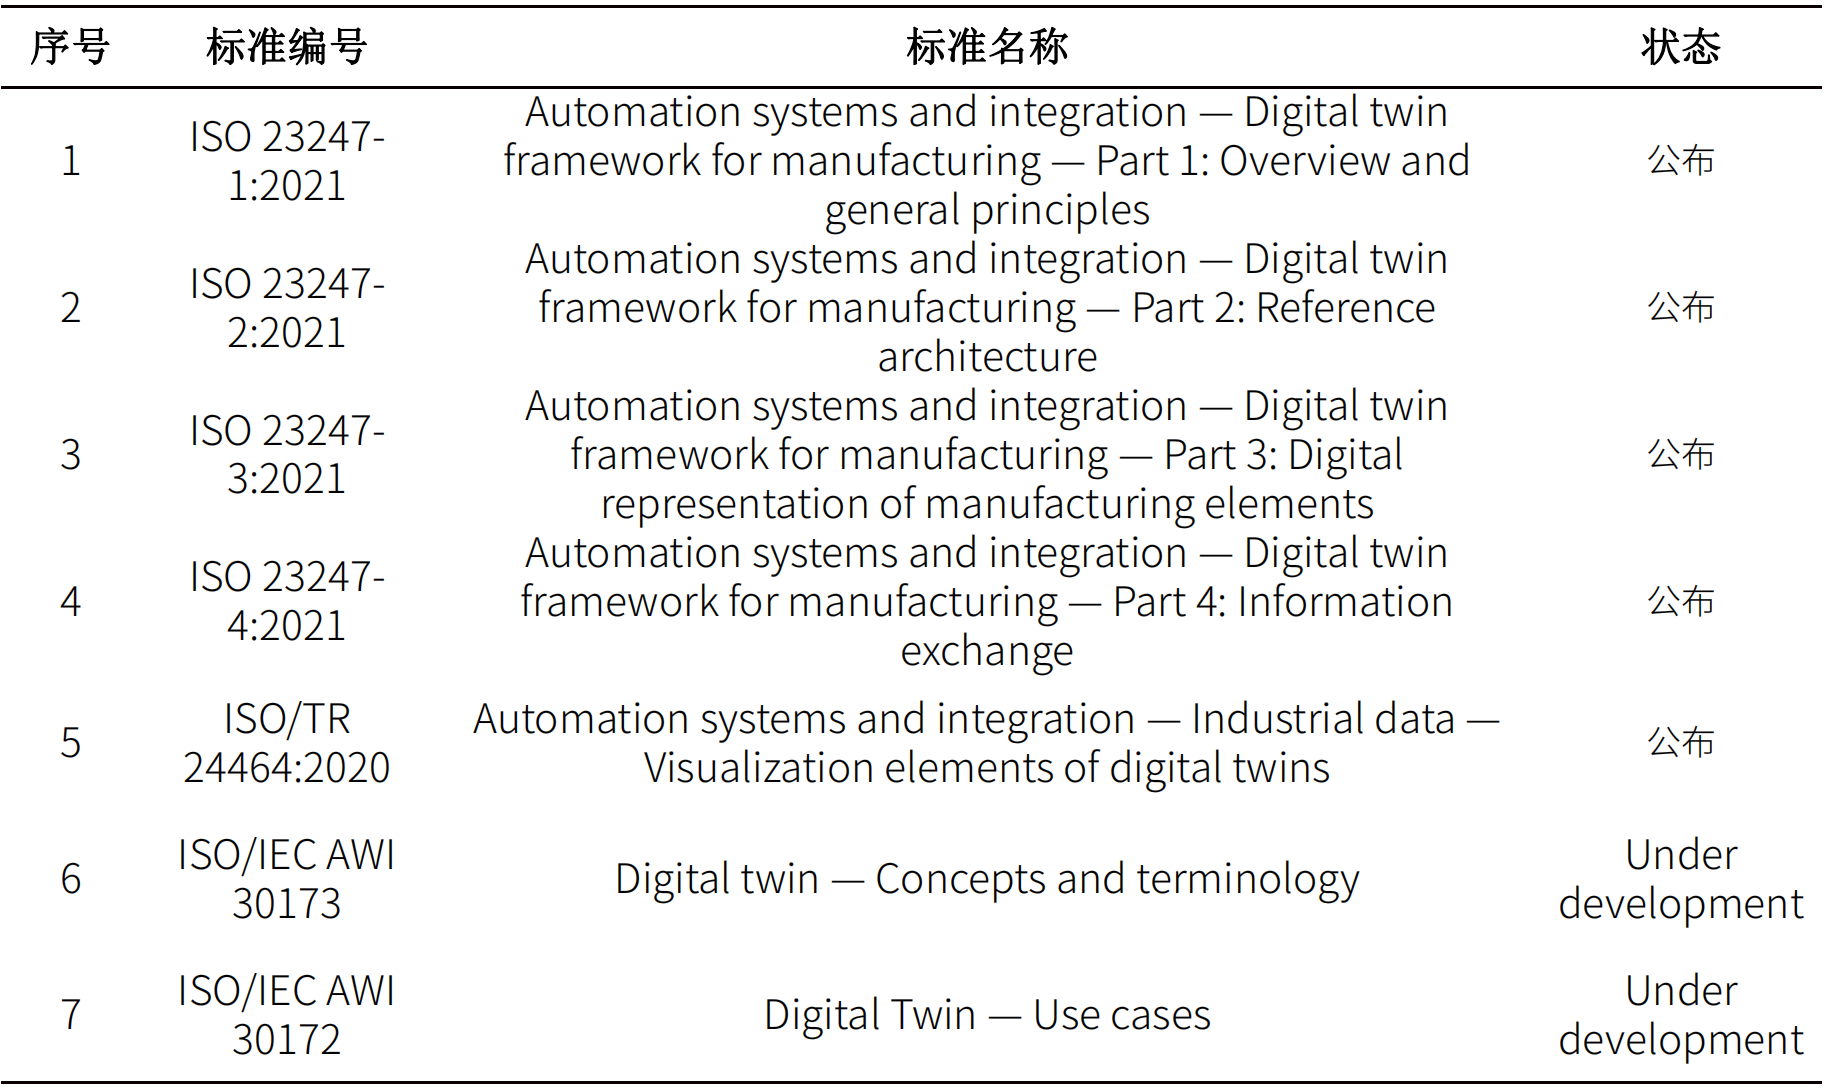 序号 标准编号 标准名称 状态
1 ISO 23247-1:2021 Automation systems and integration — Digital twin framework for manufacturing — Part 1: Overview and general principles 公布
2 ISO 23247-2:2021 Automation systems and integration — Digital twin framework for manufacturing — Part 2: Reference architecture 公布
3 ISO 23247-3:2021 Automation systems and integration — Digital twin framework for manufacturing — Part 3: Digital representation of manufacturing elements 公布
4 ISO 23247-4:2021 Automation systems and integration — Digital twin framework for manufacturing — Part 4: Information exchange 公布
5 ISO/TR 24464:2020 Automation systems and integration — Industrial data — Visualization elements of digital twins 公布
6 ISO/IEC AWI 30173 Digital twin — Concepts and terminology Under development
7 ISO/IEC AWI 30172 Digital Twin — Use cases Under development